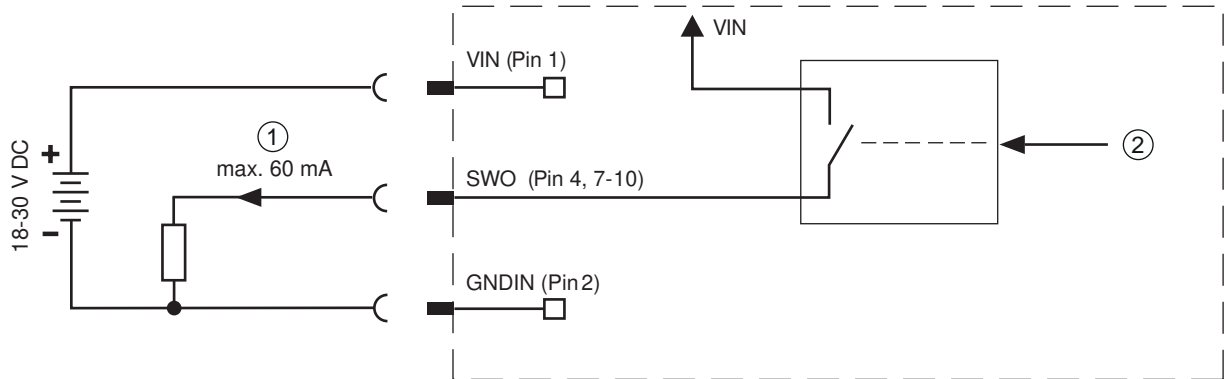 VIN
VIN (Pin 1)
1
max. 60 mA
2
+
18-30 V DC
-
SWO (Pin 4, 7-10)
GNDIN (Pin 2)